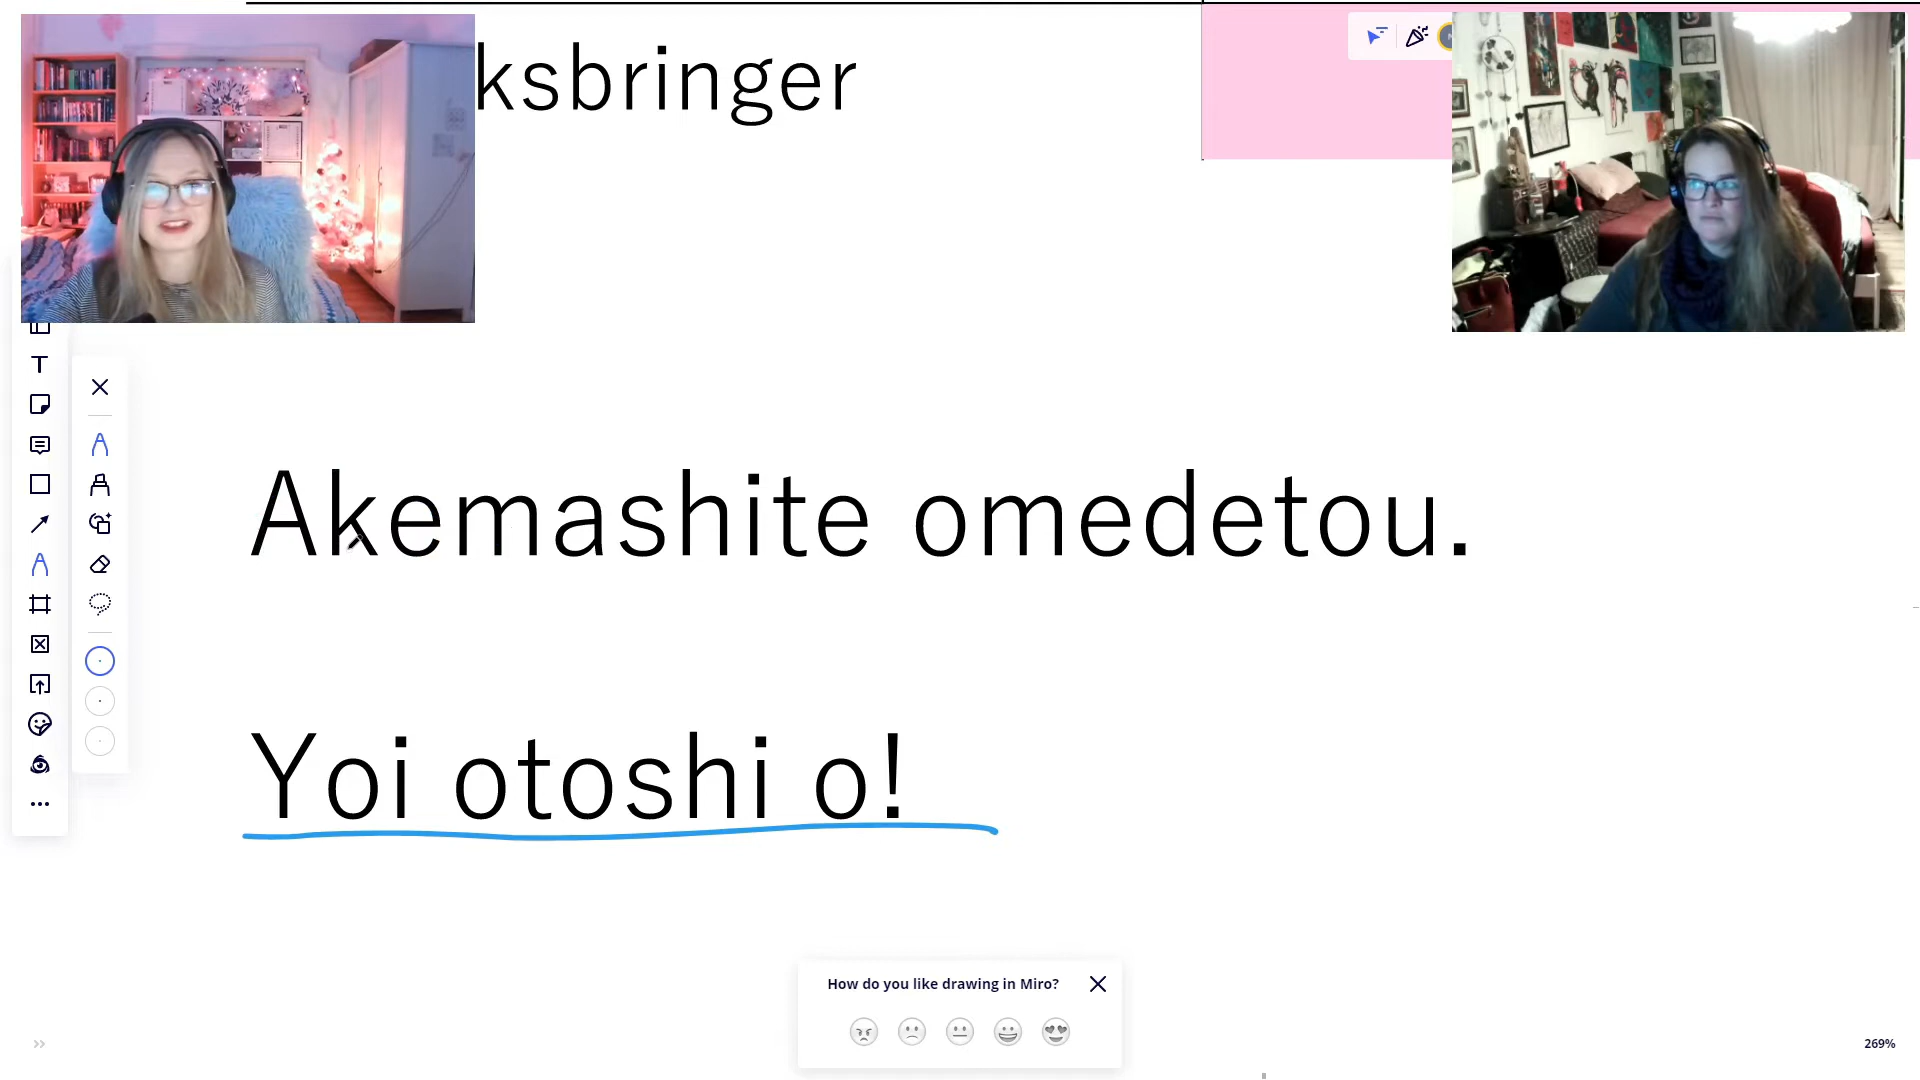 ksbringer
Akemashite omedetou.
Yoi otoshi o!
How do you like drawing in Miro?
269%